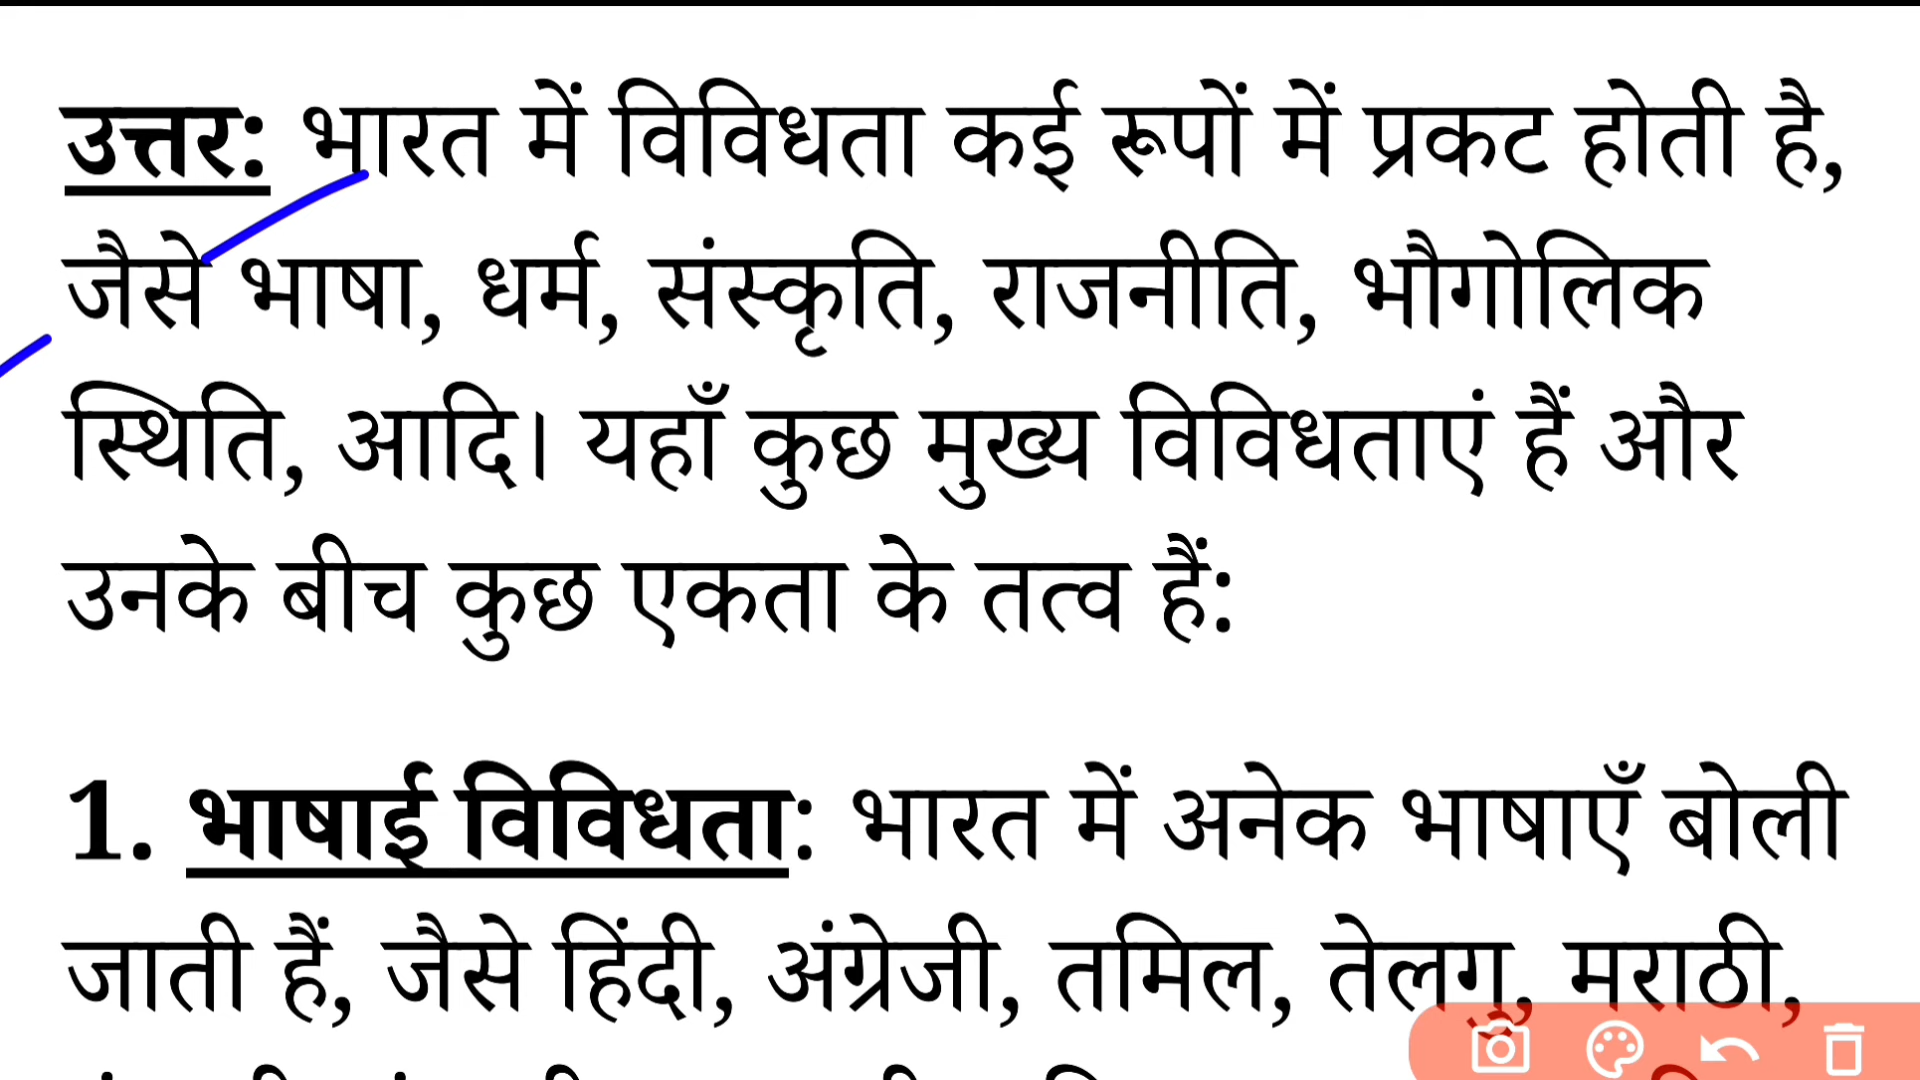 उत्तर: भारत में विविधता कई रूपों में प्रकट होती है,
जैसे भाषा, धर्म, संस्कृति, राजनीति, भौगोलिक
स्थिति, आदि। यहाँ कुछ मुख्य विविधताएं हैं और
उनके बीच कुछ एकता के तत्व हैं:
1. भाषाई विविधता: भारत में अनेक भाषाएँ बोली
जाती हैं, जैसे हिंदी, अंग्रेजी, तमिल, तेलगु, मराठी,